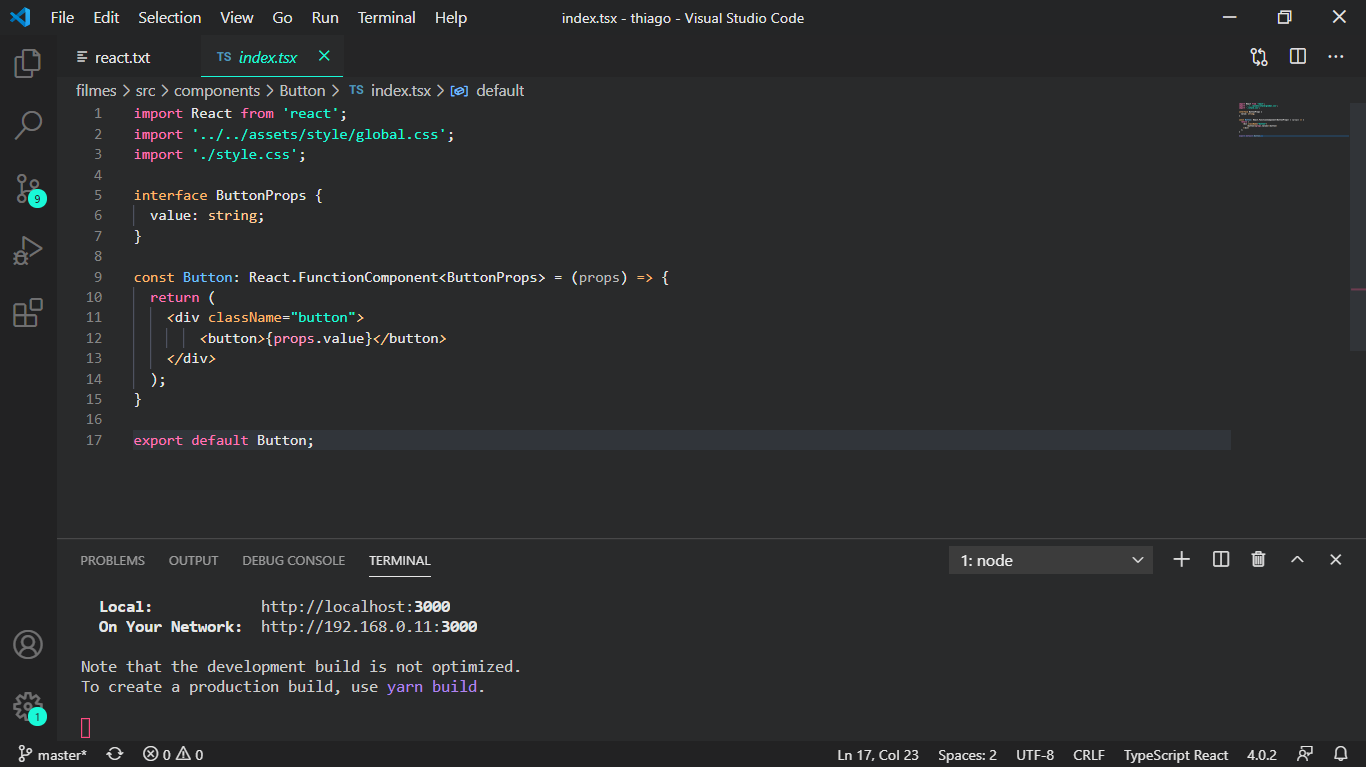 File Edit Selection View Go Run Terminal Help index.tsx - thiago - Visual Studio Code
react.txt TS index.tsx
filmes > src > components > Button > TS index.tsx > default
1 import React from 'react';
2 import '../../assets/style/global.css';
3 import './style.css';
4
5 interface ButtonProps {
6 value: string;
7 }
8
9 const Button: React.FunctionComponent<ButtonProps> = (props) => {
10 return (
11 <div className="button">
12 <button>{props.value}</button>
13 </div>
14 );
15 }
16
17 export default Button;
9
PROBLEMS OUTPUT DEBUG CONSOLE TERMINAL 1: node
Local: http://localhost:3000
On Your Network: http://192.168.0.11:3000
Note that the development build is not optimized.
To create a production build, use yarn build.
1
master* 0 0 Ln 17, Col 23 Spaces: 2 UTF-8 CRLF TypeScript React 4.0.2